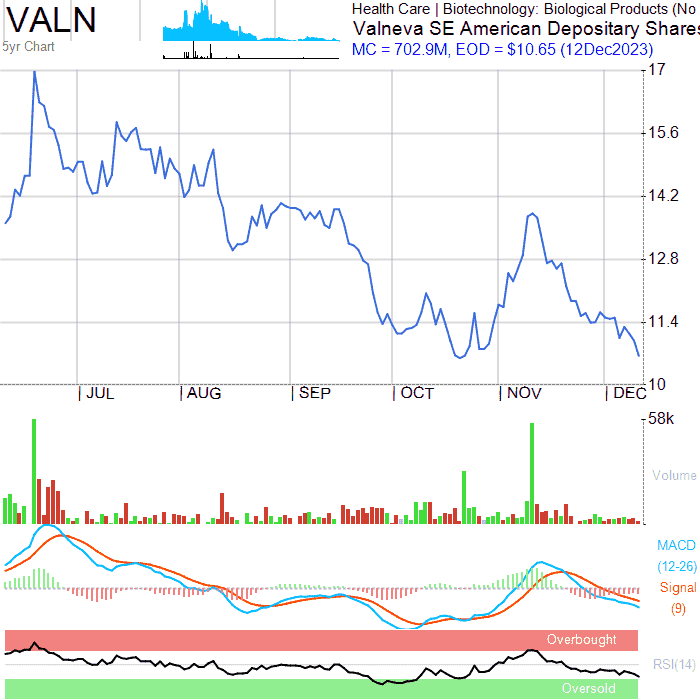 VALN
5yr Chart
Health Care | Biotechnology: Biological Products (No
Valneva SE American Depositary Shares
MC = 702.9M, EOD = $10.65 (12Dec2023)
17
15.6
14.2
12.8
11.4
10
| JUL | AUG | SEP | OCT | NOV | DEC
58k
Volume
MACD
(12-26)
Signal
(9)
Overbought
RSI(14)
Oversold